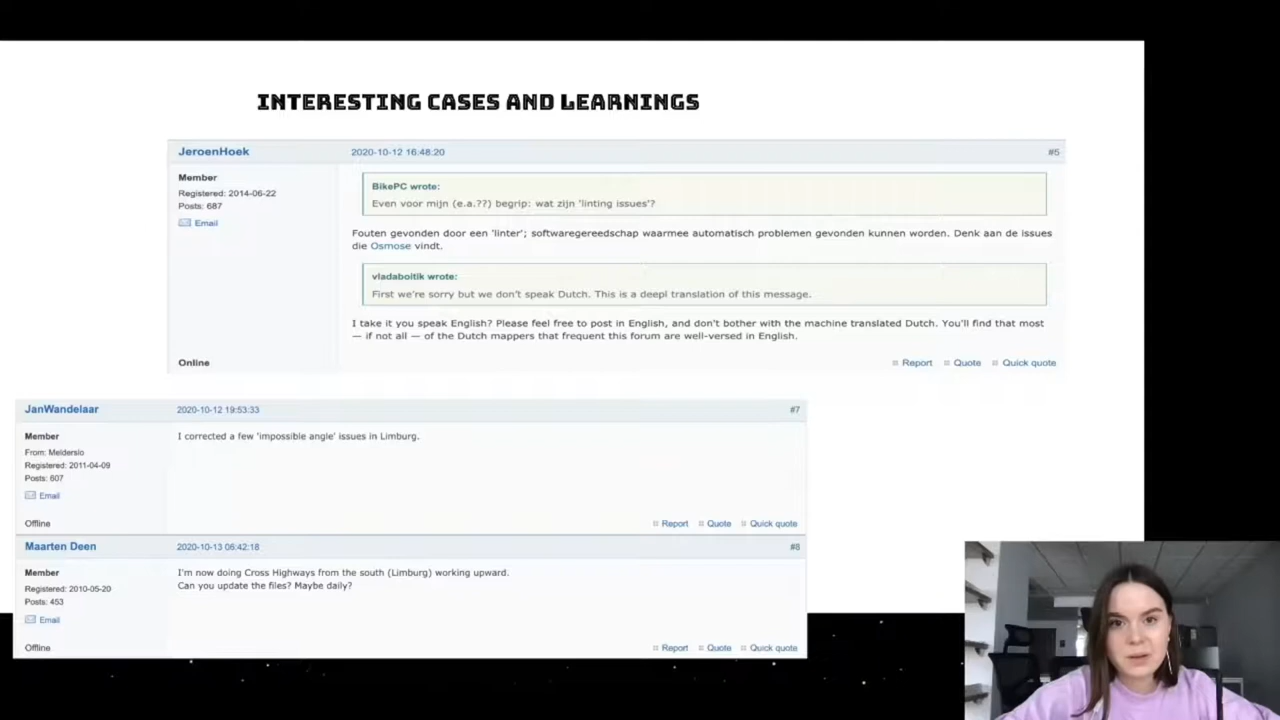 INTERESTING CASES AND LEARNINGS
JeroenHoek 2020-10-12 16:48:20 #5
Member
Registered: 2014-06-22
Posts: 687
Email
BikePC wrote:
Even voor mijn (e.a.??) begrip: wat zijn 'linting issues'?
Fouten gevonden door een 'linter'; softwaregereedschap waarmee automatisch problemen gevonden kunnen worden. Denk aan de issues
die Osmose vindt.
vladaboitik wrote:
First we're sorry but we don't speak Dutch. This is a deepl translation of this message.
I take it you speak English? Please feel free to post in English, and don't bother with the machine translated Dutch. You'll find that most
— if not all — of the Dutch mappers that frequent this forum are well-versed in English.
Online Report Quote Quick quote
JanWandelaar 2020-10-12 19:53:33 #7
Member
From: Melderslo
Registered: 2011-04-09
Posts: 607
Email
I corrected a few 'impossible angle' issues in Limburg.
Offline Report Quote Quick quote
Maarten Deen 2020-10-13 06:42:18 #8
Member
Registered: 2010-05-20
Posts: 453
Email
I'm now doing Cross Highways from the south (Limburg) working upward.
Can you update the files? Maybe daily?
Offline Report Quote Quick quote